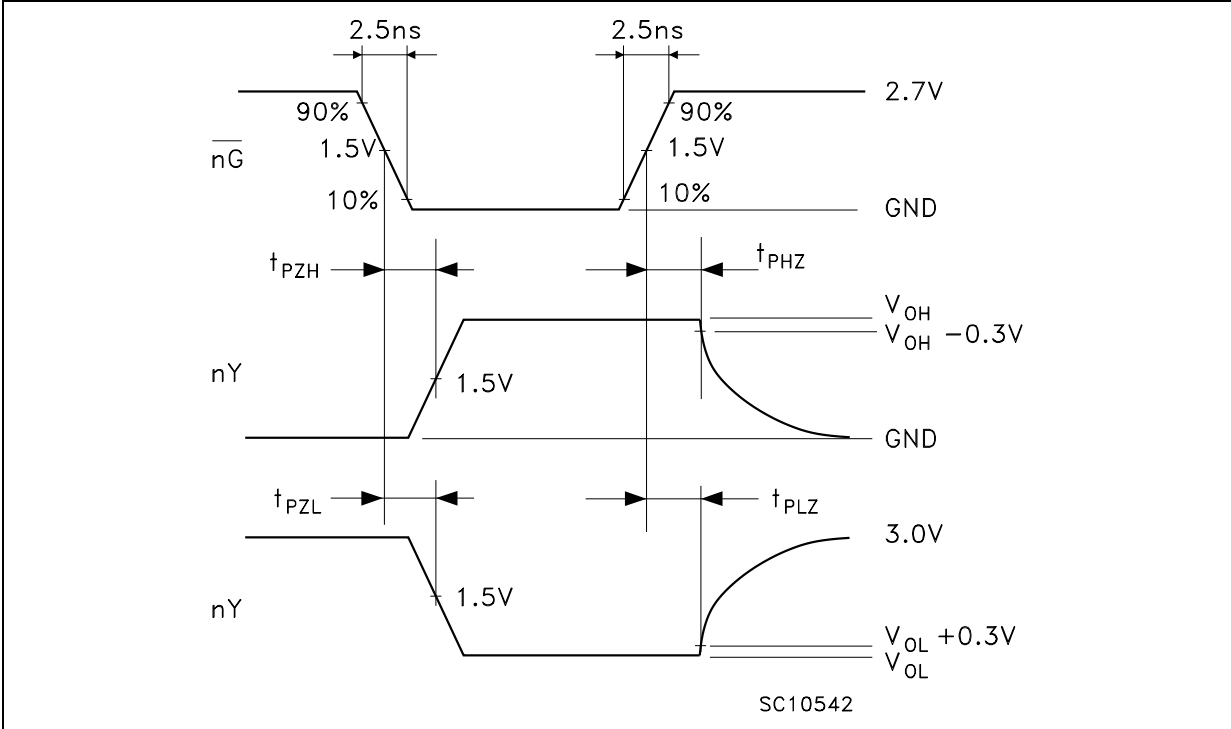 2.5ns 2.5ns
90% 90% 2.7V
nG 1.5V 1.5V
10% 10% GND
tPZH tPHZ
VOH
VOH −0.3V
nY 1.5V
GND
tPZL tPLZ
3.0V
nY 1.5V
VOL +0.3V
VOL
SC10542